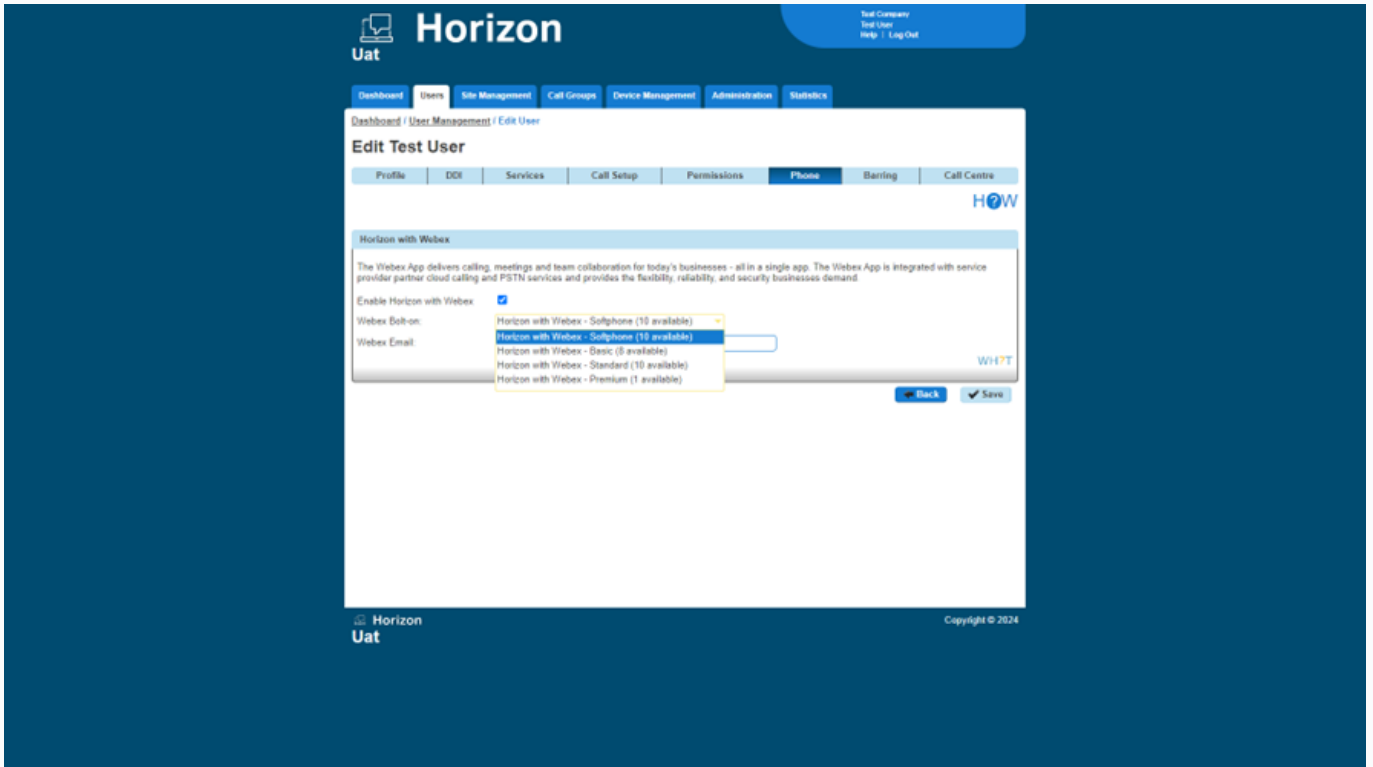 Horizon
Uat
Test Company
Test User
Help | Log Out
Dashboard Users Site Management Call Groups Device Management Administration Statistics
Dashboard / User Management / Edit User
Edit Test User
Profile DDI Services Call Setup Permissions Phone Barring Call Centre
H?W
Horizon with Webex
The Webex App delivers calling, meetings and team collaboration for today's businesses - all in a single app. The Webex App is integrated with service
provider partner cloud calling and PSTN services and provides the flexibility, reliability, and security businesses demand
Enable Horizon with Webex
Webex Bolt-on: Horizon with Webex - Softphone (10 available)
Horizon with Webex - Softphone (10 available)
Webex Email:
Horizon with Webex - Basic (8 available)
Horizon with Webex - Standard (10 available)
Horizon with Webex - Premium (1 available)
WH?T
Back Save
Horizon
Uat
Copyright © 2024